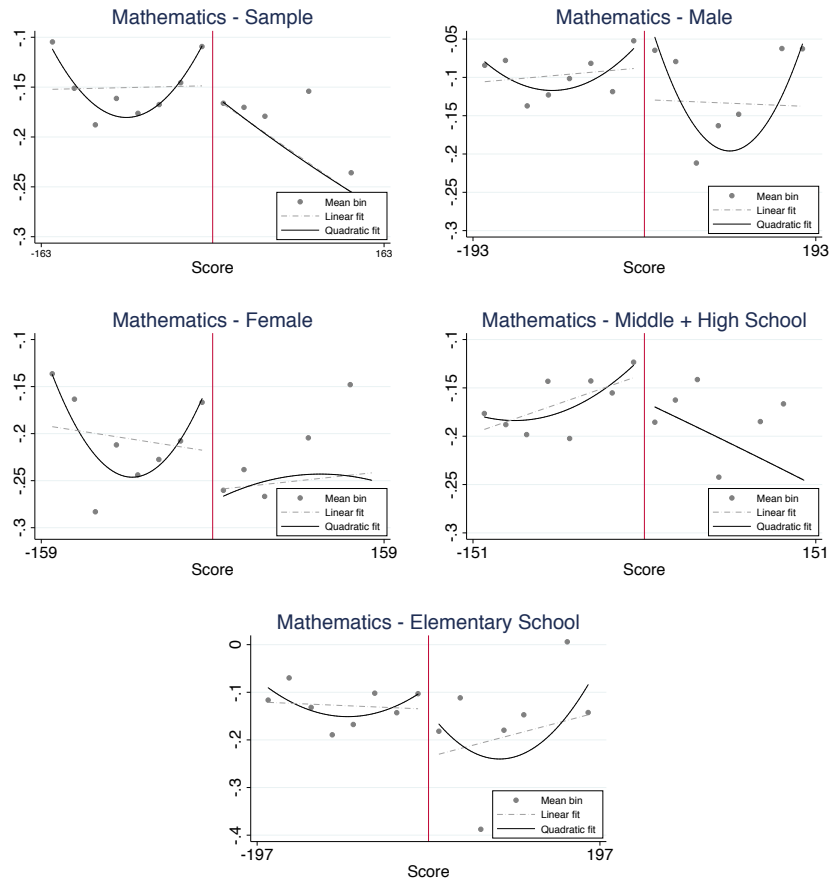 Mathematics - Sample
-.1
-.15
-.2
-.25
-.3
-163
163
Score
Mean bin
Linear fit
Quadratic fit
Mathematics - Male
-.05
-.1
-.15
-.2
-.25
-.3
-193
193
Score
Mean bin
Linear fit
Quadratic fit
Mathematics - Female
-.1
-.15
-.2
-.25
-.3
-159
159
Score
Mean bin
Linear fit
Quadratic fit
Mathematics - Middle + High School
-.1
-.15
-.2
-.25
-.3
-151
151
Score
Mean bin
Linear fit
Quadratic fit
Mathematics - Elementary School
0
-.1
-.2
-.3
-.4
-197
197
Score
Mean bin
Linear fit
Quadratic fit